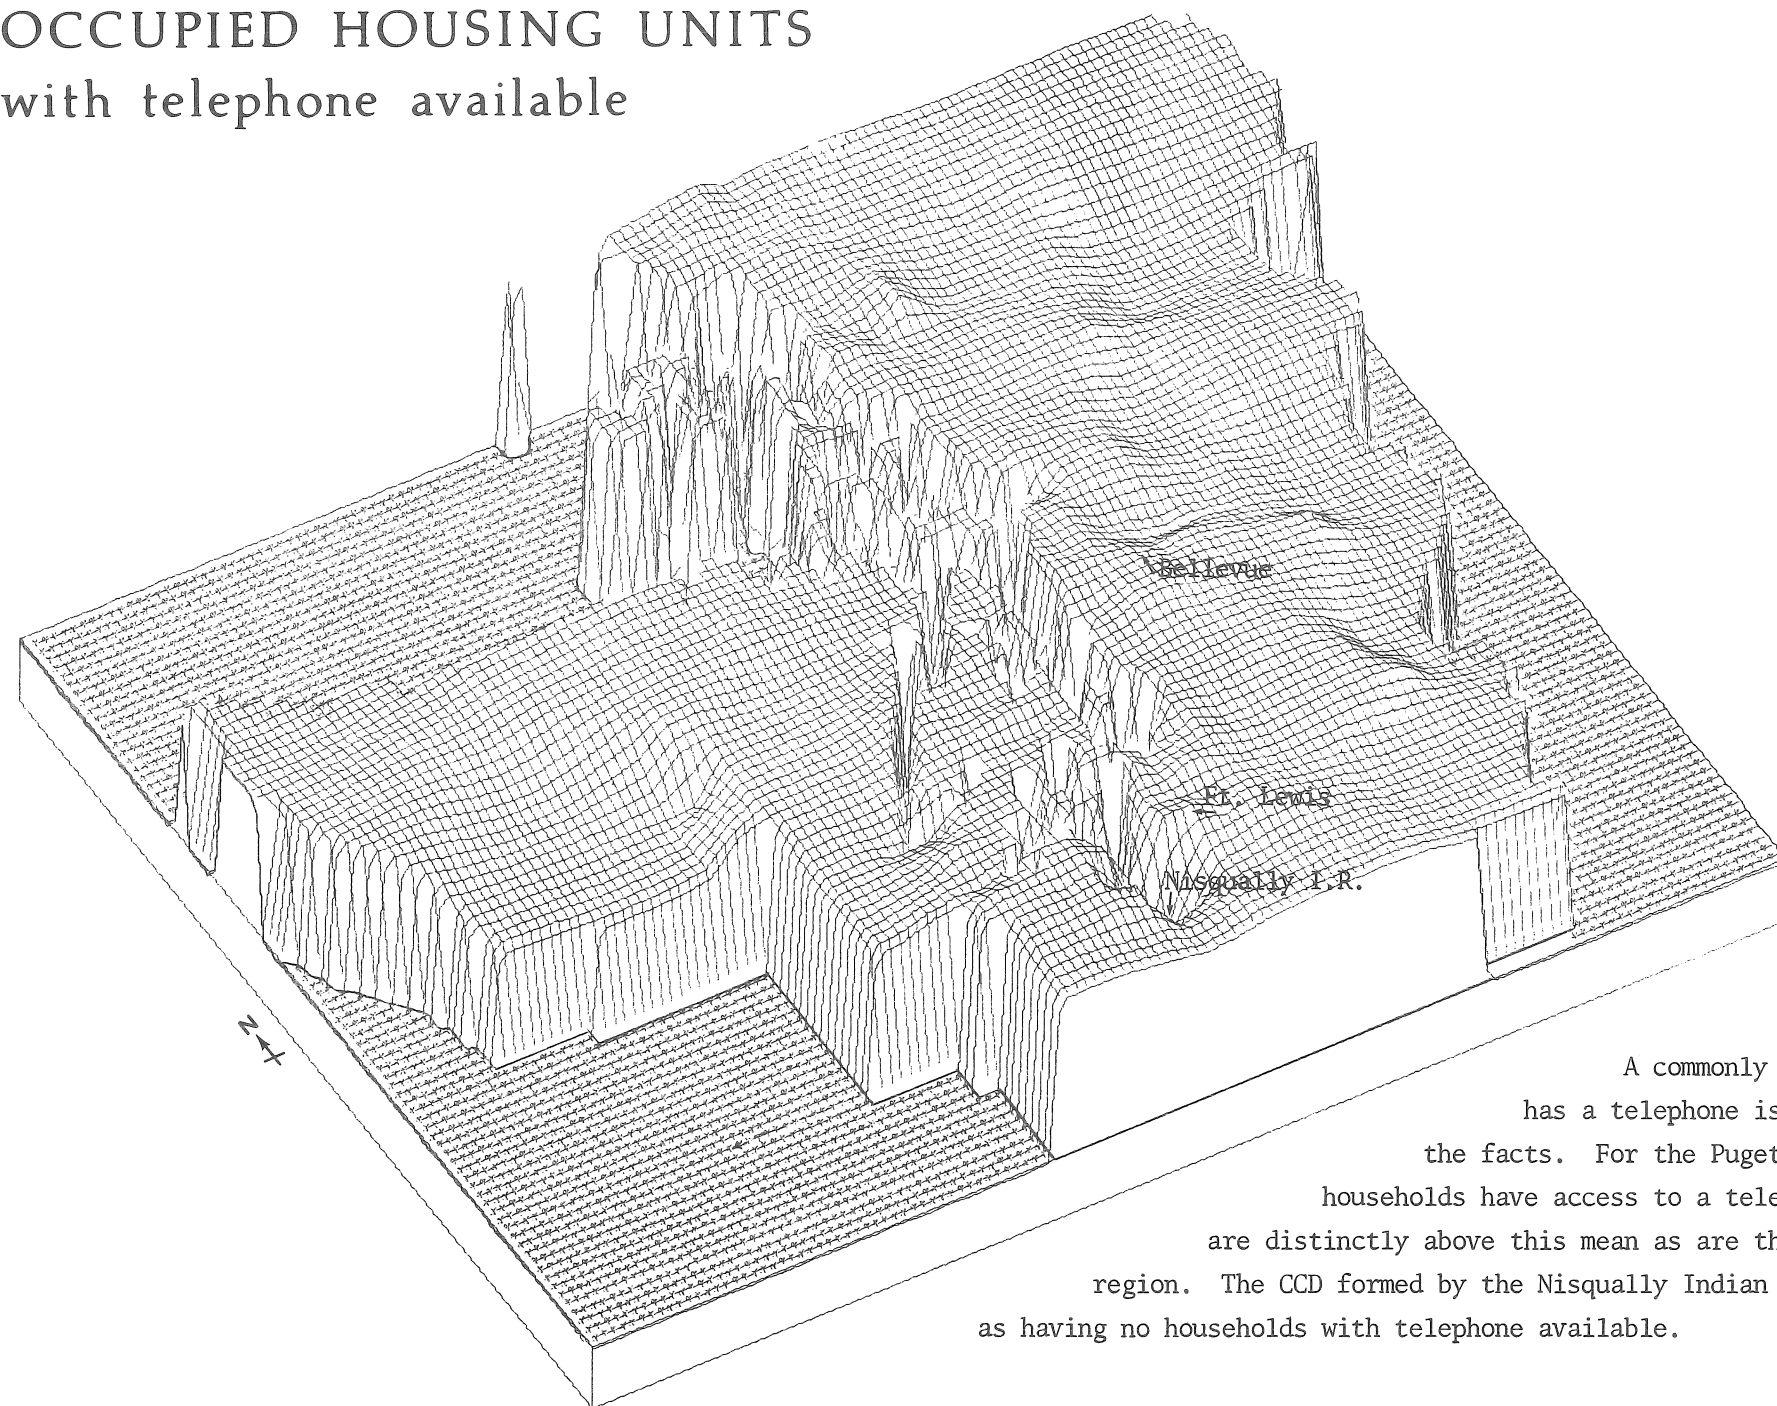 OCCUPIED HOUSING UNITS
with telephone available
Bellevue
Ft. Lewis
Nisqually I.R.
N
A commonly
has a telephone is
the facts. For the Puget
households have access to a tele
are distinctly above this mean as are th
region. The CCD formed by the Nisqually Indian
as having no households with telephone available.